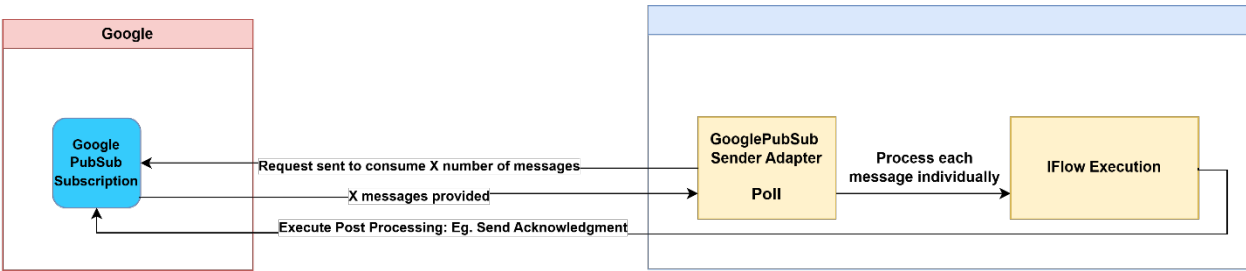 Google
Google
PubSub
Subscription
Request sent to consume X number of messages
X messages provided
Execute Post Processing: Eg. Send Acknowledgment
GooglePubSub
Sender Adapter
Poll
Process each
message individually
IFlow Execution